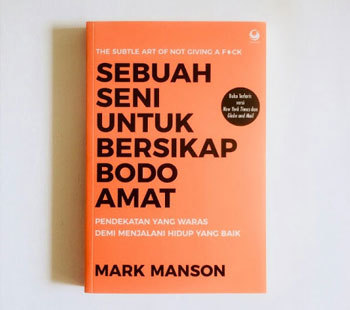 THE SUBTLE ART OF NOT GIVING A F*CK
SEBUAH
SENI
UNTUK
BERSIKAP
BODO
AMAT
Buku Terlaris
versi
New York Times dan
Globe and Mail
PENDEKATAN YANG WARAS
DEMI MENJALANI HIDUP YANG BAIK
MARK MANSON